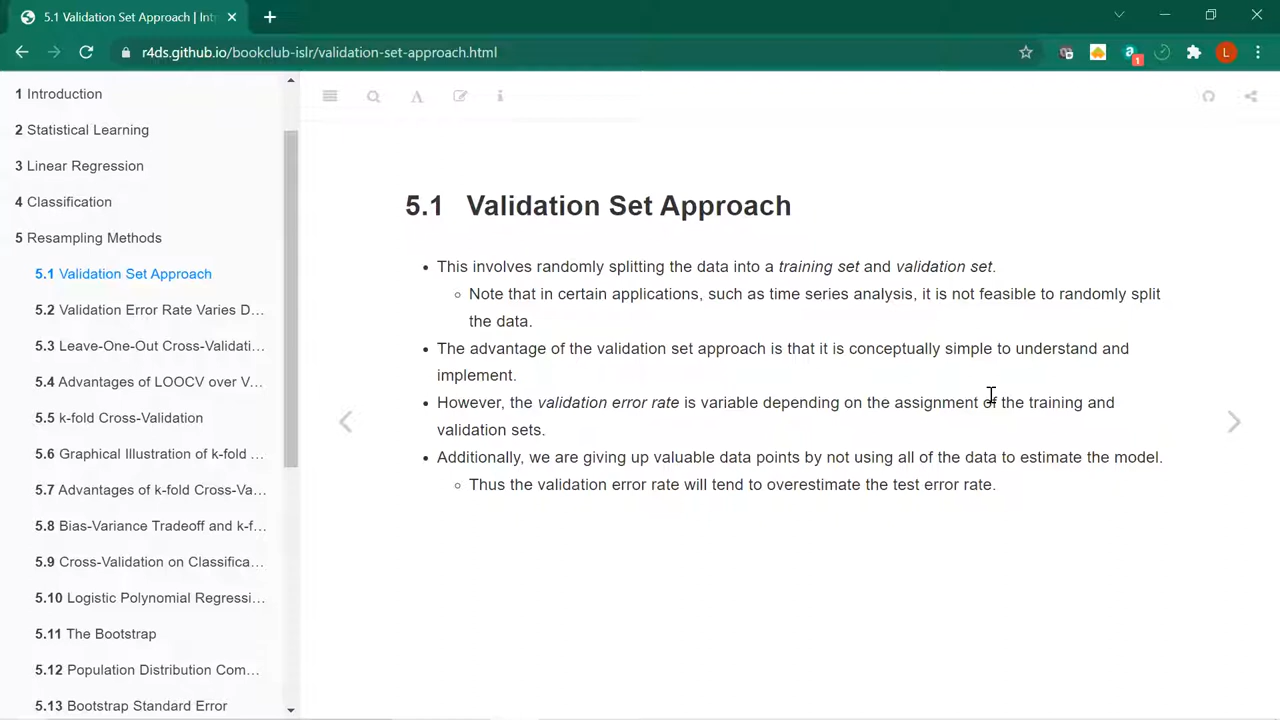 5.1 Validation Set Approach | Int
r4ds.github.io/bookclub-islr/validation-set-approach.html
1
L
1 Introduction
2 Statistical Learning
3 Linear Regression
4 Classification
5 Resampling Methods
5.1 Validation Set Approach
5.2 Validation Error Rate Varies D...
5.3 Leave-One-Out Cross-Validati...
5.4 Advantages of LOOCV over V...
5.5 k-fold Cross-Validation
5.6 Graphical Illustration of k-fold ...
5.7 Advantages of k-fold Cross-Va...
5.8 Bias-Variance Tradeoff and k-f...
5.9 Cross-Validation on Classifica...
5.10 Logistic Polynomial Regressi...
5.11 The Bootstrap
5.12 Population Distribution Com...
5.13 Bootstrap Standard Error
5.1 Validation Set Approach
• This involves randomly splitting the data into a training set and validation set.
◦ Note that in certain applications, such as time series analysis, it is not feasible to randomly split
the data.
• The advantage of the validation set approach is that it is conceptually simple to understand and
implement.
• However, the validation error rate is variable depending on the assignment of the training and
validation sets.
• Additionally, we are giving up valuable data points by not using all of the data to estimate the model.
◦ Thus the validation error rate will tend to overestimate the test error rate.